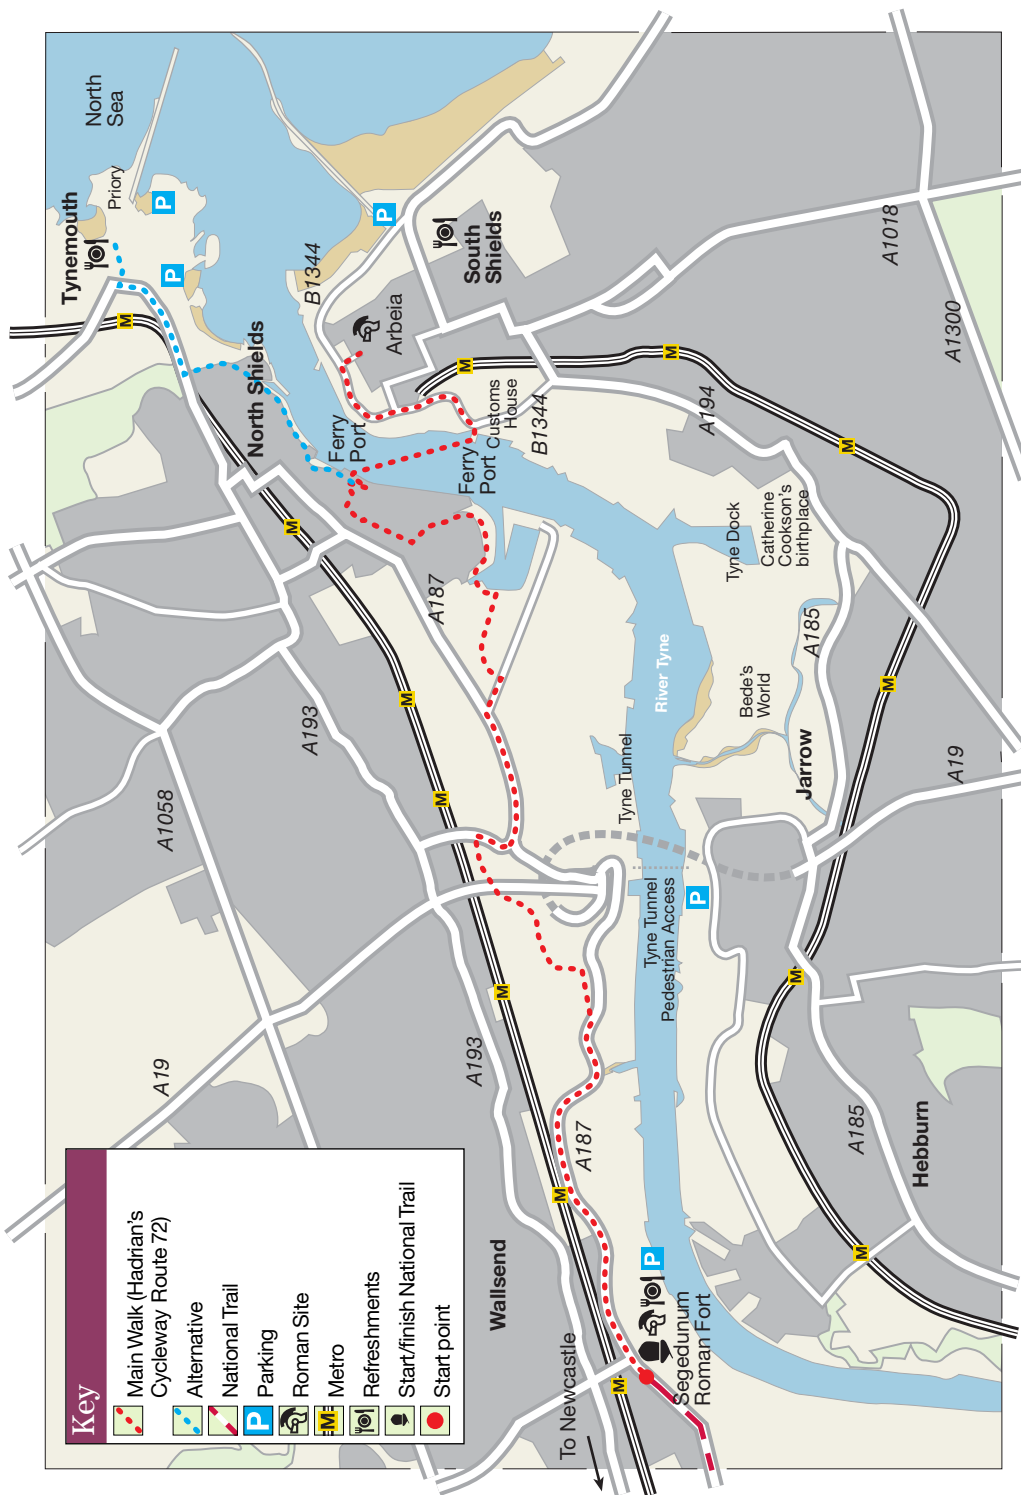 Key
Main Walk (Hadrian's
Cycleway Route 72)
Alternative
National Trail
P
Parking
Roman Site
M
Metro
Refreshments
Start/finish National Trail
Start point
North
Sea
Priory
Tynemouth
P
P
M
North Shields
B1344
P
South
Shields
Arbeia
A1018
A1300
M
M
Customs
House
B1344
A194
Ferry
Port
Ferry
Port
M
M
A187
Tyne Dock
Catherine
Cookson's
birthplace
A185
River Tyne
Bede's
World
M
Jarrow
A19
A193
M
M
A1058
Tyne Tunnel
Tyne Tunnel
Pedestrian Access
P
M
M
A19
A193
A187
A185
Hebburn
M
M
Wallsend
P
Segedunum
Roman Fort
M
To Newcastle